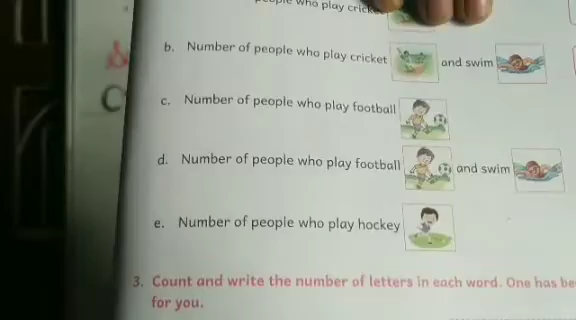 who play
b. Number of people who play cricket and swim
c. Number of people who play football
d. Number of people who play football and swim
e. Number of people who play hockey
3. Count and write the number of letters in each word. One has
for you.